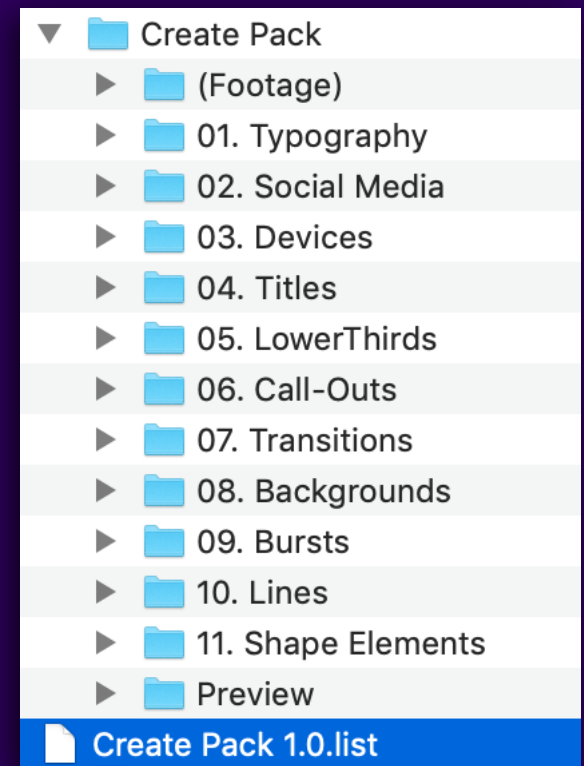 Create Pack
(Footage)
01. Typography
02. Social Media
03. Devices
04. Titles
05. LowerThirds
06. Call-Outs
07. Transitions
08. Backgrounds
09. Bursts
10. Lines
11. Shape Elements
Preview
Create Pack 1.0.list